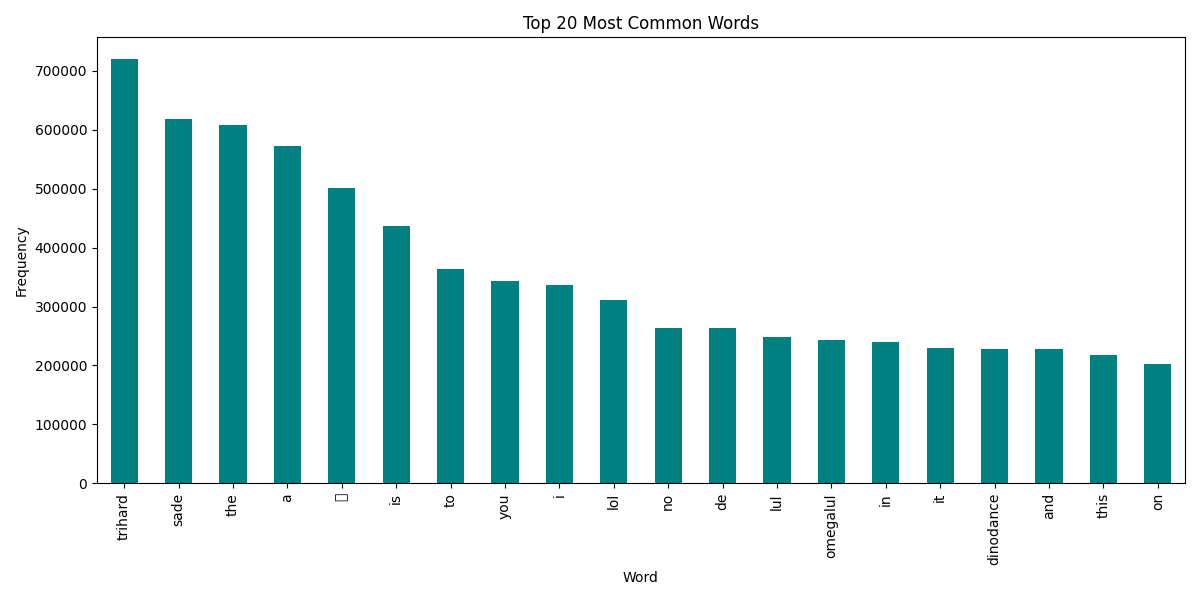 Top 20 Most Common Words
Frequency
700000
600000
500000
400000
300000
200000
100000
0
trihard
sade
the
a
is
to
you
i
lol
no
de
lul
omegalul
in
it
dinodance
and
this
on
Word